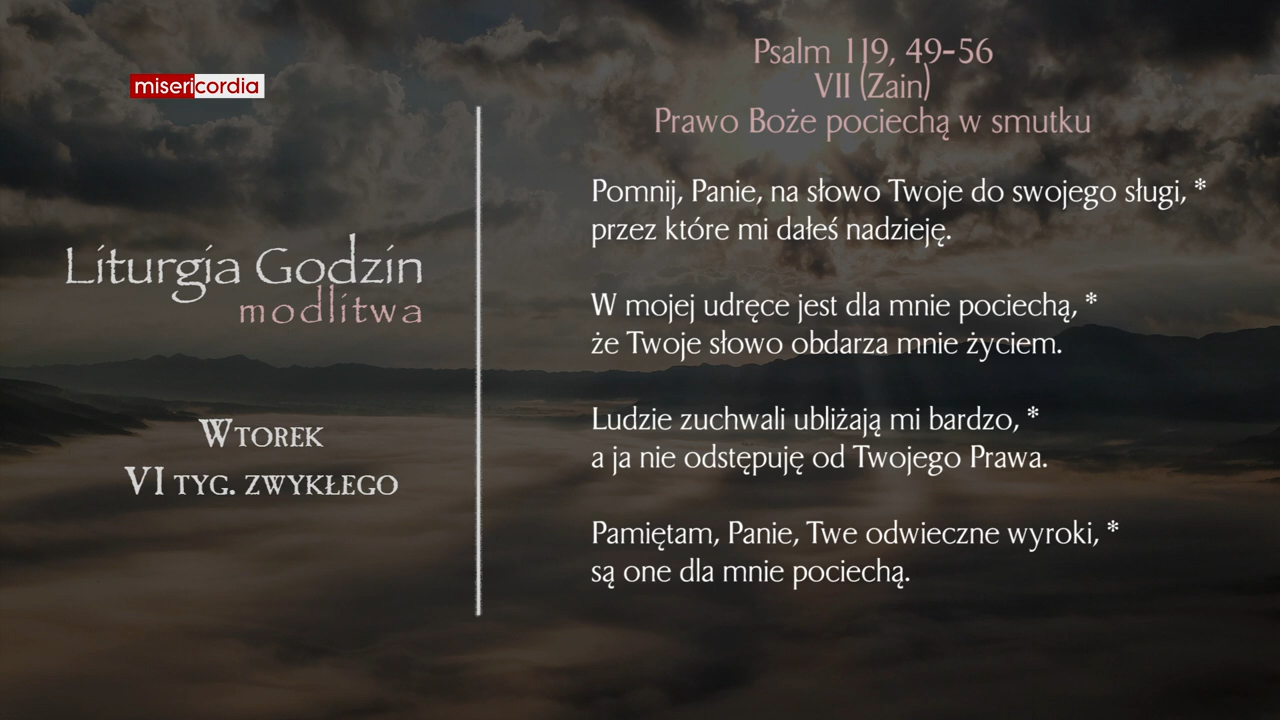 misericordia
Liturgia Godzin
modlitwa
Wtorek
VI tyg. zwykłego
Psalm 119, 49-56
VII (Zain)
Prawo Boże pociechą w smutku
Pomnij, Panie, na słowo Twoje do swojego sługi, *
przez które mi dałeś nadzieję.
W mojej udręce jest dla mnie pociechą, *
że Twoje słowo obdarza mnie życiem.
Ludzie zuchwali ubliżają mi bardzo, *
a ja nie odstępuję od Twojego Prawa.
Pamiętam, Panie, Twe odwieczne wyroki, *
są one dla mnie pociechą.